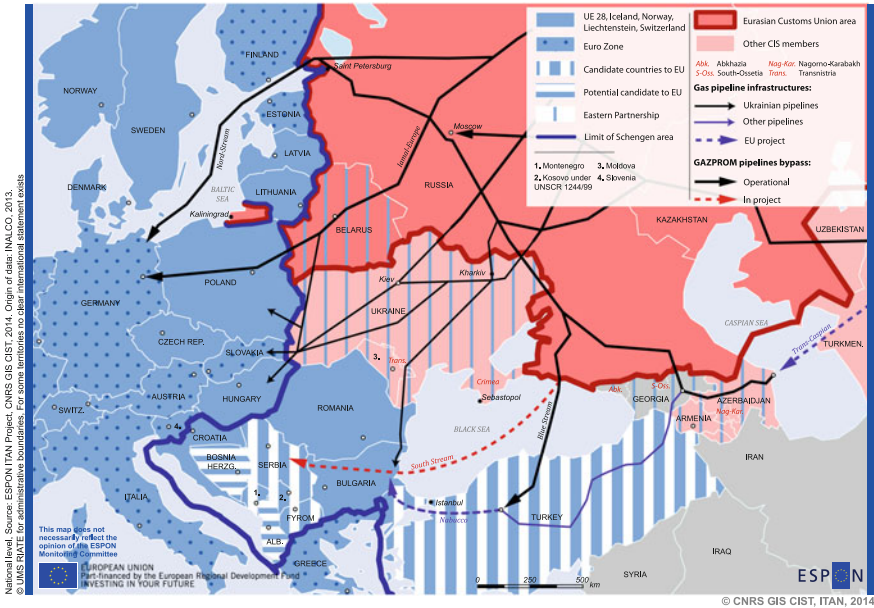 National level, Source: ESPON ITAN Project, CNRS GIS CIST, 2014. Origin of data: INALCO, 2013.
© UMS RIATE for administrative boundaries. For some territories no clear international statement exists
UE 28, Iceland, Norway,
Liechtenstein, Switzerland
Euro Zone
Candidate countries to EU
Potential candidate to EU
Eastern Partnership
Limit of Schengen area
1. Montenegro
2. Kosovo under
UNSCR 1244/99
3. Moldova
4. Slovenia
Eurasian Customs Union area
Other CIS members
Abk. Abkhazia
Nag-Kar. Nagorno-Karabakh
S-Oss. South-Ossetia
Trans. Transnistria
Gas pipeline infrastructures:
Ukrainian pipelines
Other pipelines
EU project
GAZPROM pipelines bypass:
Operational
In project
FINLAND
Saint Petersburg
NORWAY
SWEDEN
ESTONIA
Nord-Stream
Iamal-Europe
Moscow
LATVIA
DENMARK
BALTIC
SEA
LITHUANIA
RUSSIA
Kaliningrad
BELARUS
KAZAKHSTAN
UZBEKISTAN
POLAND
Kiev
Kharkiv
GERMANY
UKRAINE
CASPIAN SEA
Trans-Caspian
TURKMEN.
CZECH REP.
SLOVAKIA
3.
Trans.
Crimea
Sebastopol
Abk.
S-Oss.
GEORGIA
AZERBAIDJAN
Nag-Kar.
ARMENIA
AUSTRIA
HUNGARY
SWITZ.
ROMANIA
4.
CROATIA
BLACK SEA
Blue Stream
BOSNIA
HERZG.
SERBIA
South Stream
IRAN
BULGARIA
1.
2.
ITALIA
FYROM
Istanbul
Nabucco
TURKEY
ALB.
GREECE
SYRIA
IRAQ
This map does not
necessarily reflect the
opinion of the ESPON
Monitoring Committee
EUROPEAN UNION
Part-financed by the European Regional Development Fund
INVESTING IN YOUR FUTURE
0
500
km
ESPON
© CNRS GIS CIST, ITAN, 2014